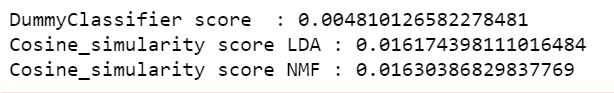 DummyClassifier score  : 0.004810126582278481
Cosine_simularity score LDA : 0.016174398111016484
Cosine_simularity score NMF : 0.01630386829837769